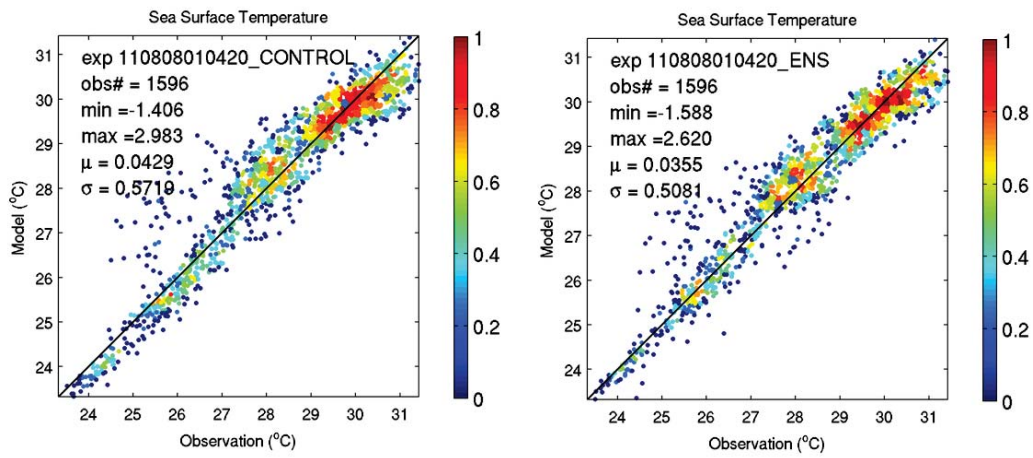 Sea Surface Temperature
exp 110808010420_CONTROL
obs# = 1596
min =-1.406
max =2.983
μ = 0.0429
σ = 0.5719
Model (°C)
31
30
29
28
27
26
25
24
24 25 26 27 28 29 30 31
Observation (°C)
1
0.8
0.6
0.4
0.2
0
Sea Surface Temperature
exp 110808010420_ENS
obs# = 1596
min =-1.588
max =2.620
μ = 0.0355
σ = 0.5081
Model (°C)
31
30
29
28
27
26
25
24
24 25 26 27 28 29 30 31
Observation (°C)
1
0.8
0.6
0.4
0.2
0